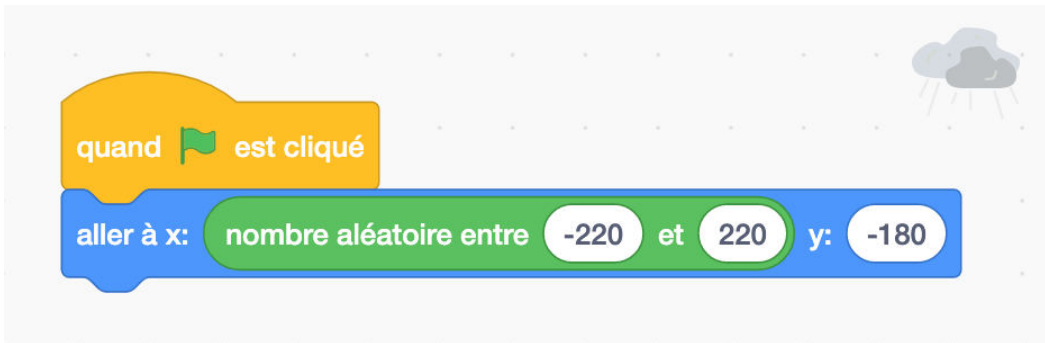 quand est cliqué
aller à x: nombre aléatoire entre -220 et 220 y: -180